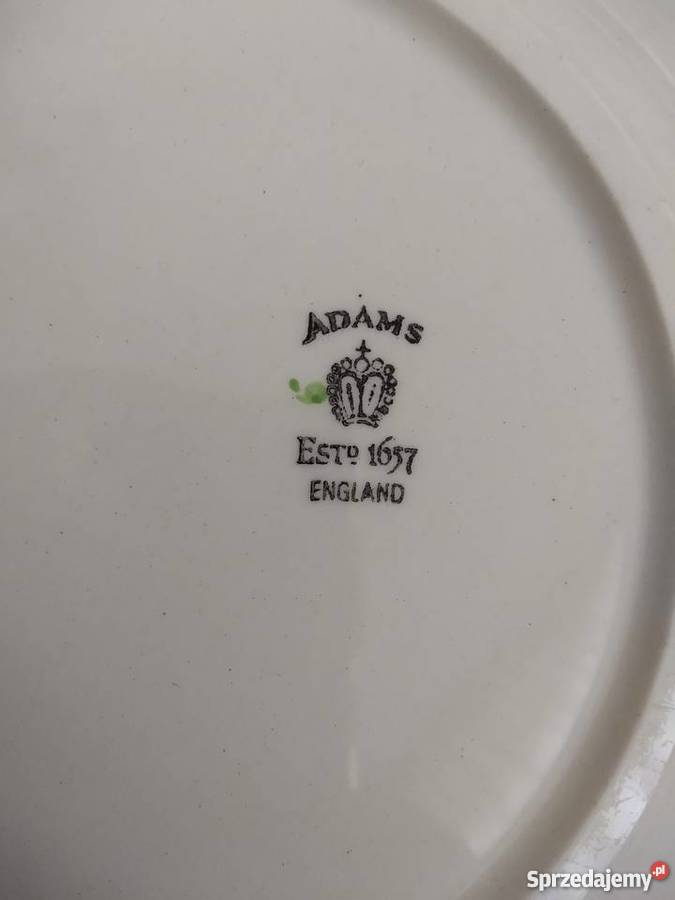 ADAMS
ESTD 1657
ENGLAND
Sprzedajemy.pl